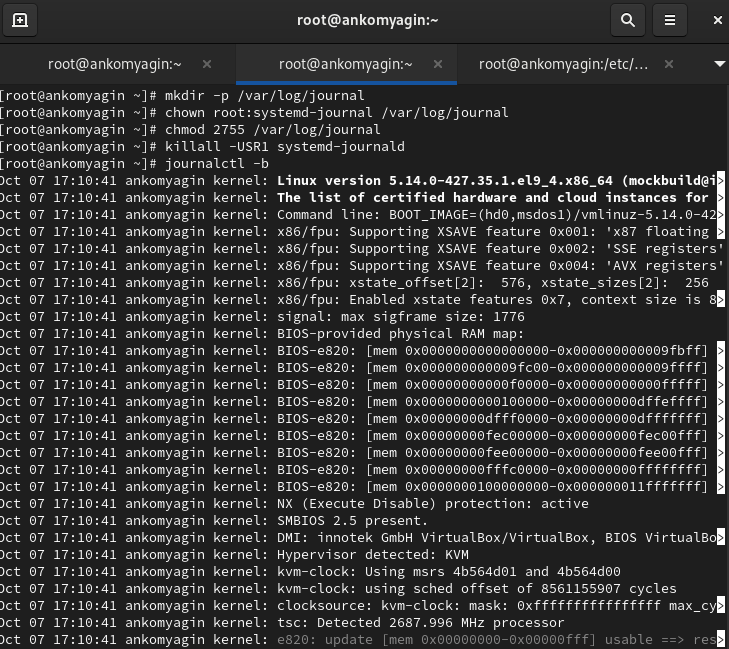 root@ankomyagin:~
root@ankomyagin:~ × root@ankomyagin:~ × root@ankomyagin:/etc/... ×
[root@ankomyagin ~]# mkdir -p /var/log/journal
[root@ankomyagin ~]# chown root:systemd-journal /var/log/journal
[root@ankomyagin ~]# chmod 2755 /var/log/journal
[root@ankomyagin ~]# killall -USR1 systemd-journald
[root@ankomyagin ~]# journalctl -b
Oct 07 17:10:41 ankomyagin kernel: Linux version 5.14.0-427.35.1.el9_4.x86_64 (mockbuild@i>
Oct 07 17:10:41 ankomyagin kernel: The list of certified hardware and cloud instances for >
Oct 07 17:10:41 ankomyagin kernel: Command line: BOOT_IMAGE=(hd0,msdos1)/vmlinuz-5.14.0-42>
Oct 07 17:10:41 ankomyagin kernel: x86/fpu: Supporting XSAVE feature 0x001: 'x87 floating >
Oct 07 17:10:41 ankomyagin kernel: x86/fpu: Supporting XSAVE feature 0x002: 'SSE registers'
Oct 07 17:10:41 ankomyagin kernel: x86/fpu: Supporting XSAVE feature 0x004: 'AVX registers'
Oct 07 17:10:41 ankomyagin kernel: x86/fpu: xstate_offset[2]:  576, xstate_sizes[2]:  256
Oct 07 17:10:41 ankomyagin kernel: x86/fpu: Enabled xstate features 0x7, context size is 8>
Oct 07 17:10:41 ankomyagin kernel: signal: max sigframe size: 1776
Oct 07 17:10:41 ankomyagin kernel: BIOS-provided physical RAM map:
Oct 07 17:10:41 ankomyagin kernel: BIOS-e820: [mem 0x0000000000000000-0x000000000009fbff] >
Oct 07 17:10:41 ankomyagin kernel: BIOS-e820: [mem 0x000000000009fc00-0x000000000009ffff] >
Oct 07 17:10:41 ankomyagin kernel: BIOS-e820: [mem 0x00000000000f0000-0x00000000000fffff] >
Oct 07 17:10:41 ankomyagin kernel: BIOS-e820: [mem 0x0000000000100000-0x00000000dffeffff] >
Oct 07 17:10:41 ankomyagin kernel: BIOS-e820: [mem 0x00000000dfff0000-0x00000000dfffffff] >
Oct 07 17:10:41 ankomyagin kernel: BIOS-e820: [mem 0x00000000fec00000-0x00000000fec00fff] >
Oct 07 17:10:41 ankomyagin kernel: BIOS-e820: [mem 0x00000000fee00000-0x00000000fee00fff] >
Oct 07 17:10:41 ankomyagin kernel: BIOS-e820: [mem 0x00000000fffc0000-0x00000000ffffffff] >
Oct 07 17:10:41 ankomyagin kernel: BIOS-e820: [mem 0x0000000100000000-0x000000011fffffff] >
Oct 07 17:10:41 ankomyagin kernel: NX (Execute Disable) protection: active
Oct 07 17:10:41 ankomyagin kernel: SMBIOS 2.5 present.
Oct 07 17:10:41 ankomyagin kernel: DMI: innotek GmbH VirtualBox/VirtualBox, BIOS VirtualBo>
Oct 07 17:10:41 ankomyagin kernel: Hypervisor detected: KVM
Oct 07 17:10:41 ankomyagin kernel: kvm-clock: Using msrs 4b564d01 and 4b564d00
Oct 07 17:10:41 ankomyagin kernel: kvm-clock: using sched offset of 8561155907 cycles
Oct 07 17:10:41 ankomyagin kernel: clocksource: kvm-clock: mask: 0xffffffffffffffff max_cy>
Oct 07 17:10:41 ankomyagin kernel: tsc: Detected 2687.996 MHz processor
Oct 07 17:10:41 ankomyagin kernel: e820: update [mem 0x00000000-0x00000fff] usable ==> res>